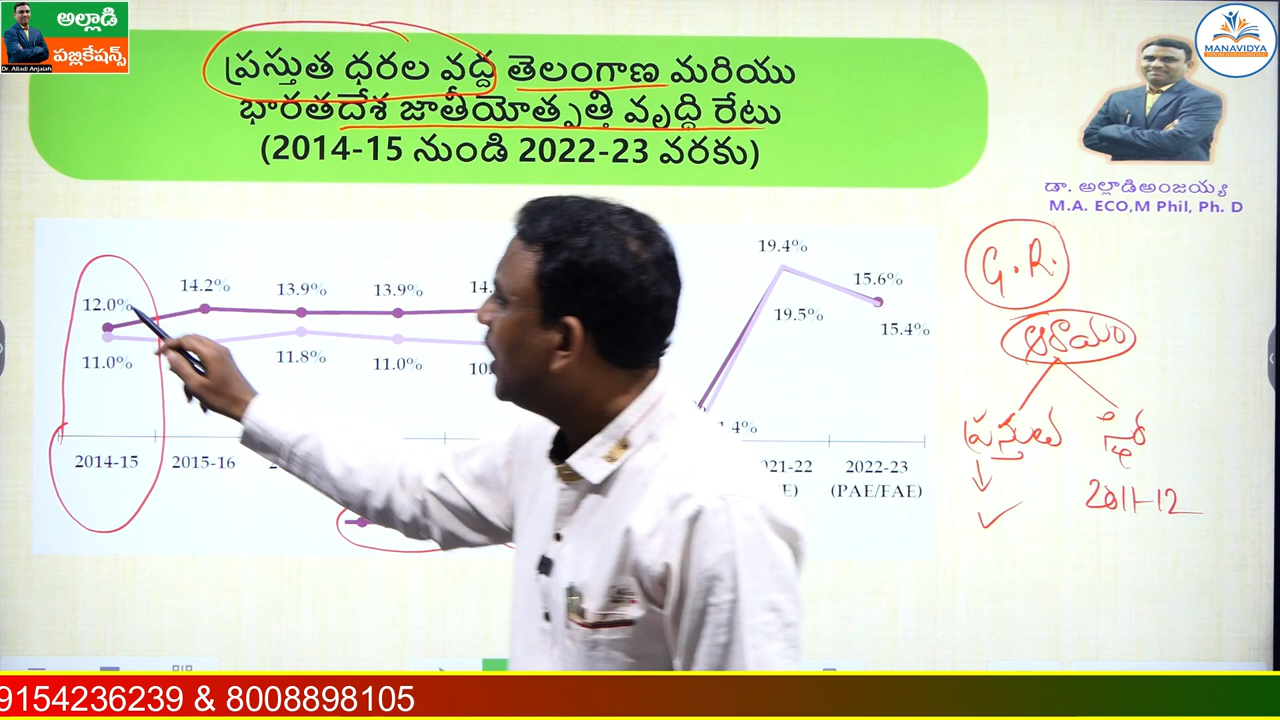 అల్లాడి
పబ్లికేషన్స్
Dr. Alladi Anjaiah
MANAVIDYA
ప్రస్తుత ధరల వద్ద తెలంగాణ మరియు
భారతదేశ జాతీయోత్పత్తి వృద్ధి రేటు
(2014-15 నుండి 2022-23 వరకు)
డా. అల్లాడి అంజయ్య
M.A. ECO,M Phil, Ph. D
G.R.
ఆదాయం
ప్రస్తుత
స్థిర
2011-12
12.0%
14.2%
13.9%
13.9%
19.4%
15.6%
11.0%
11.8%
11.0%
19.5%
15.4%
2014-15
2015-16
2022-23
(PAE/FAE)
9154236239 & 8008898105